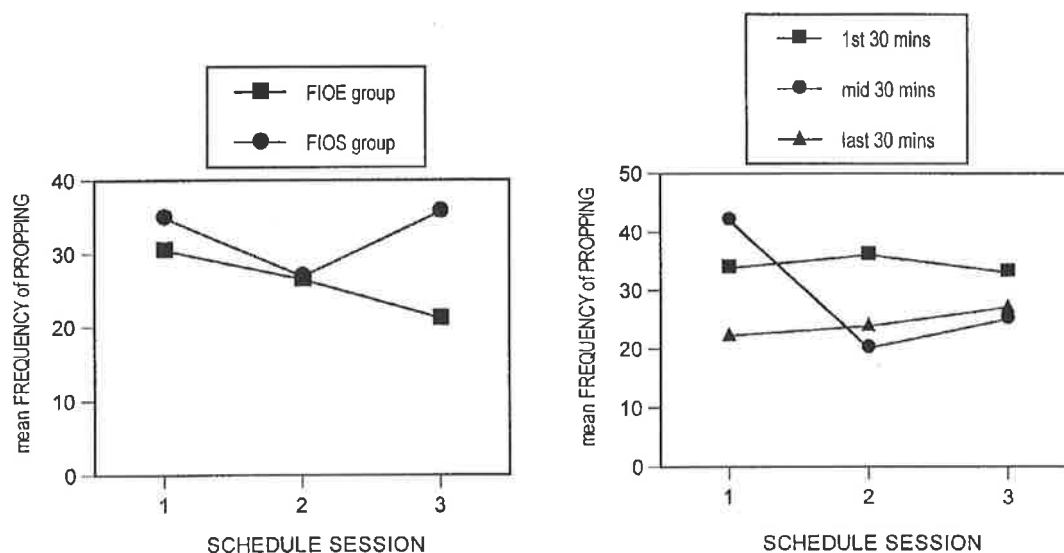 FIOE group
FIOS group
mean FREQUENCY of PROPPING
40
30
20
10
0
1 2 3
SCHEDULE SESSION
1st 30 mins
mid 30 mins
last 30 mins
mean FREQUENCY of PROPPING
50
40
30
20
10
0
1 2 3
SCHEDULE SESSION